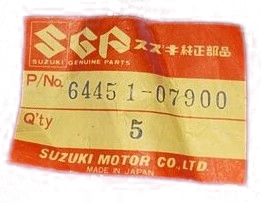 SGP スズキ純正部品
SUZUKI GENUINE PARTS
P/No. 64451-07900
Q'ty 5
SUZUKI MOTOR CO.,LTD.
MADE IN JAPAN